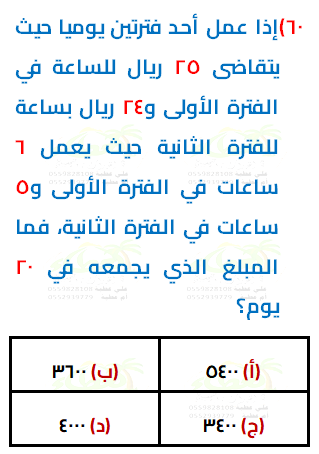 ٦٠)إذا عمل أحد فترتين يوميا حيث
يتقاضى ٢٥ ريال للساعة في
الفترة الأولى و٢٤ ريال بساعة
للفترة الثانية حيث يعمل ٦
ساعات في الفترة الأولى و٥
ساعات في الفترة الثانية، فما
المبلغ الذي يجمعه في ٢٠
يوم؟
(أ) ٥٤٠٠
(ب) ٣٦٠٠
(ج) ٣٤٠٠
(د) ٤٠٠٠